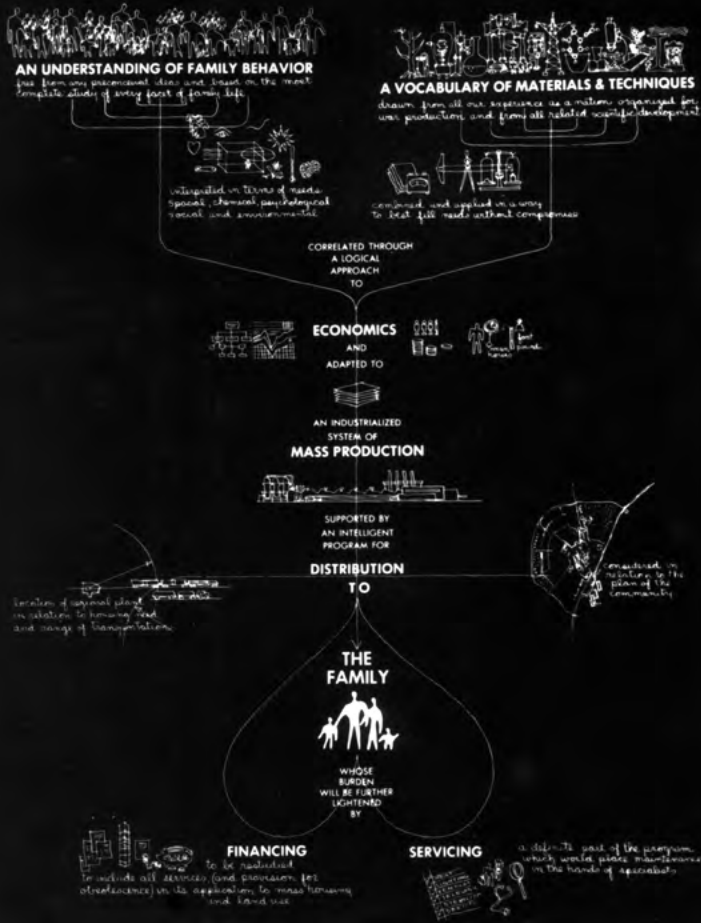 AN UNDERSTANDING OF FAMILY BEHAVIOR
free from any preconceived ideas and based on the most
complete study of every facet of family life
interpreted in terms of needs
spacial, chemical, psychological
social and environmental
A VOCABULARY OF MATERIALS & TECHNIQUES
drawn from all our experience as a nation organized for
war production and from all related scientific development
combined and applied in a way
to best fill needs without compromise
CORRELATED THROUGH
A LOGICAL
APPROACH
TO
ECONOMICS
AND
ADAPTED TO
foot
pound
hours
AN INDUSTRIALIZED
SYSTEM OF
MASS PRODUCTION
SUPPORTED BY
AN INTELLIGENT
PROGRAM FOR
DISTRIBUTION
TO
location of regional plant
in relation to housing need
and range of transportation
considered in
relation to the
plan of the
community
THE
FAMILY
WHOSE
BURDEN
WILL BE FURTHER
LIGHTENED
BY
FINANCING
to be restudied
to include all services, (and provision for
obsolescence) in its application to mass housing
and land use
SERVICING
a definite part of the program
which would place maintenance
in the hands of specialists